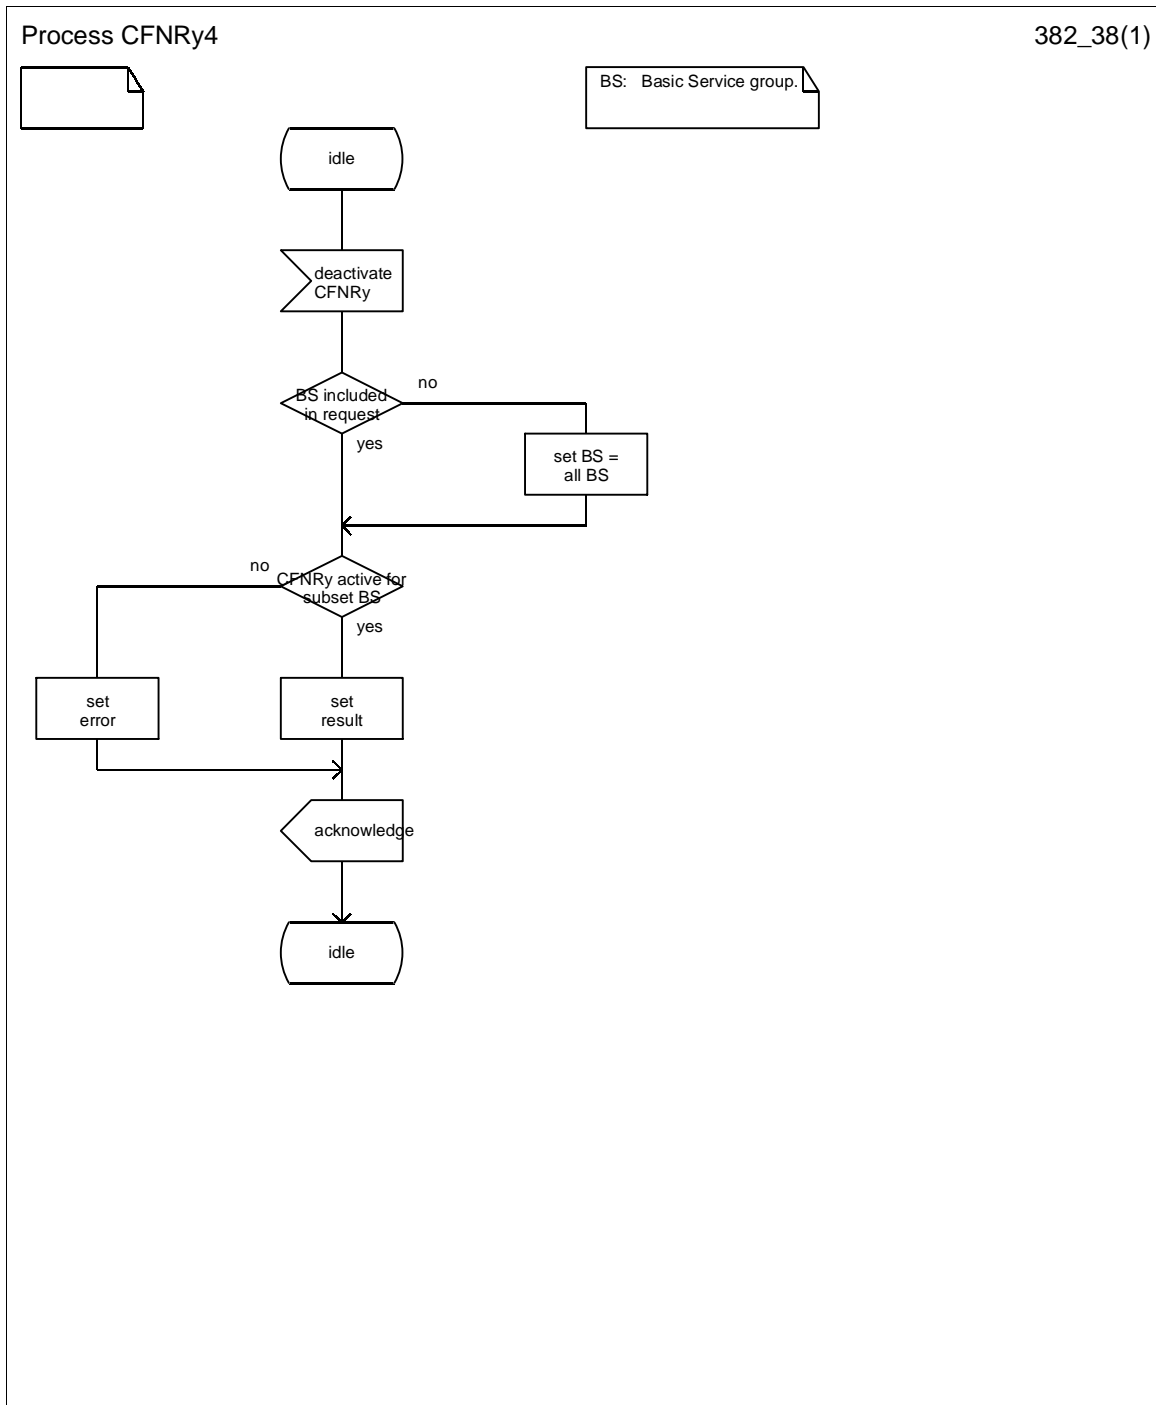 Process CFNRy4
382_38(1)
BS: Basic Service group.
idle
deactivate
CFNRy
BS included
in request
no
yes
set BS =
all BS
no
CFNRy active for
subset BS
yes
set
error
set
result
acknowledge
idle